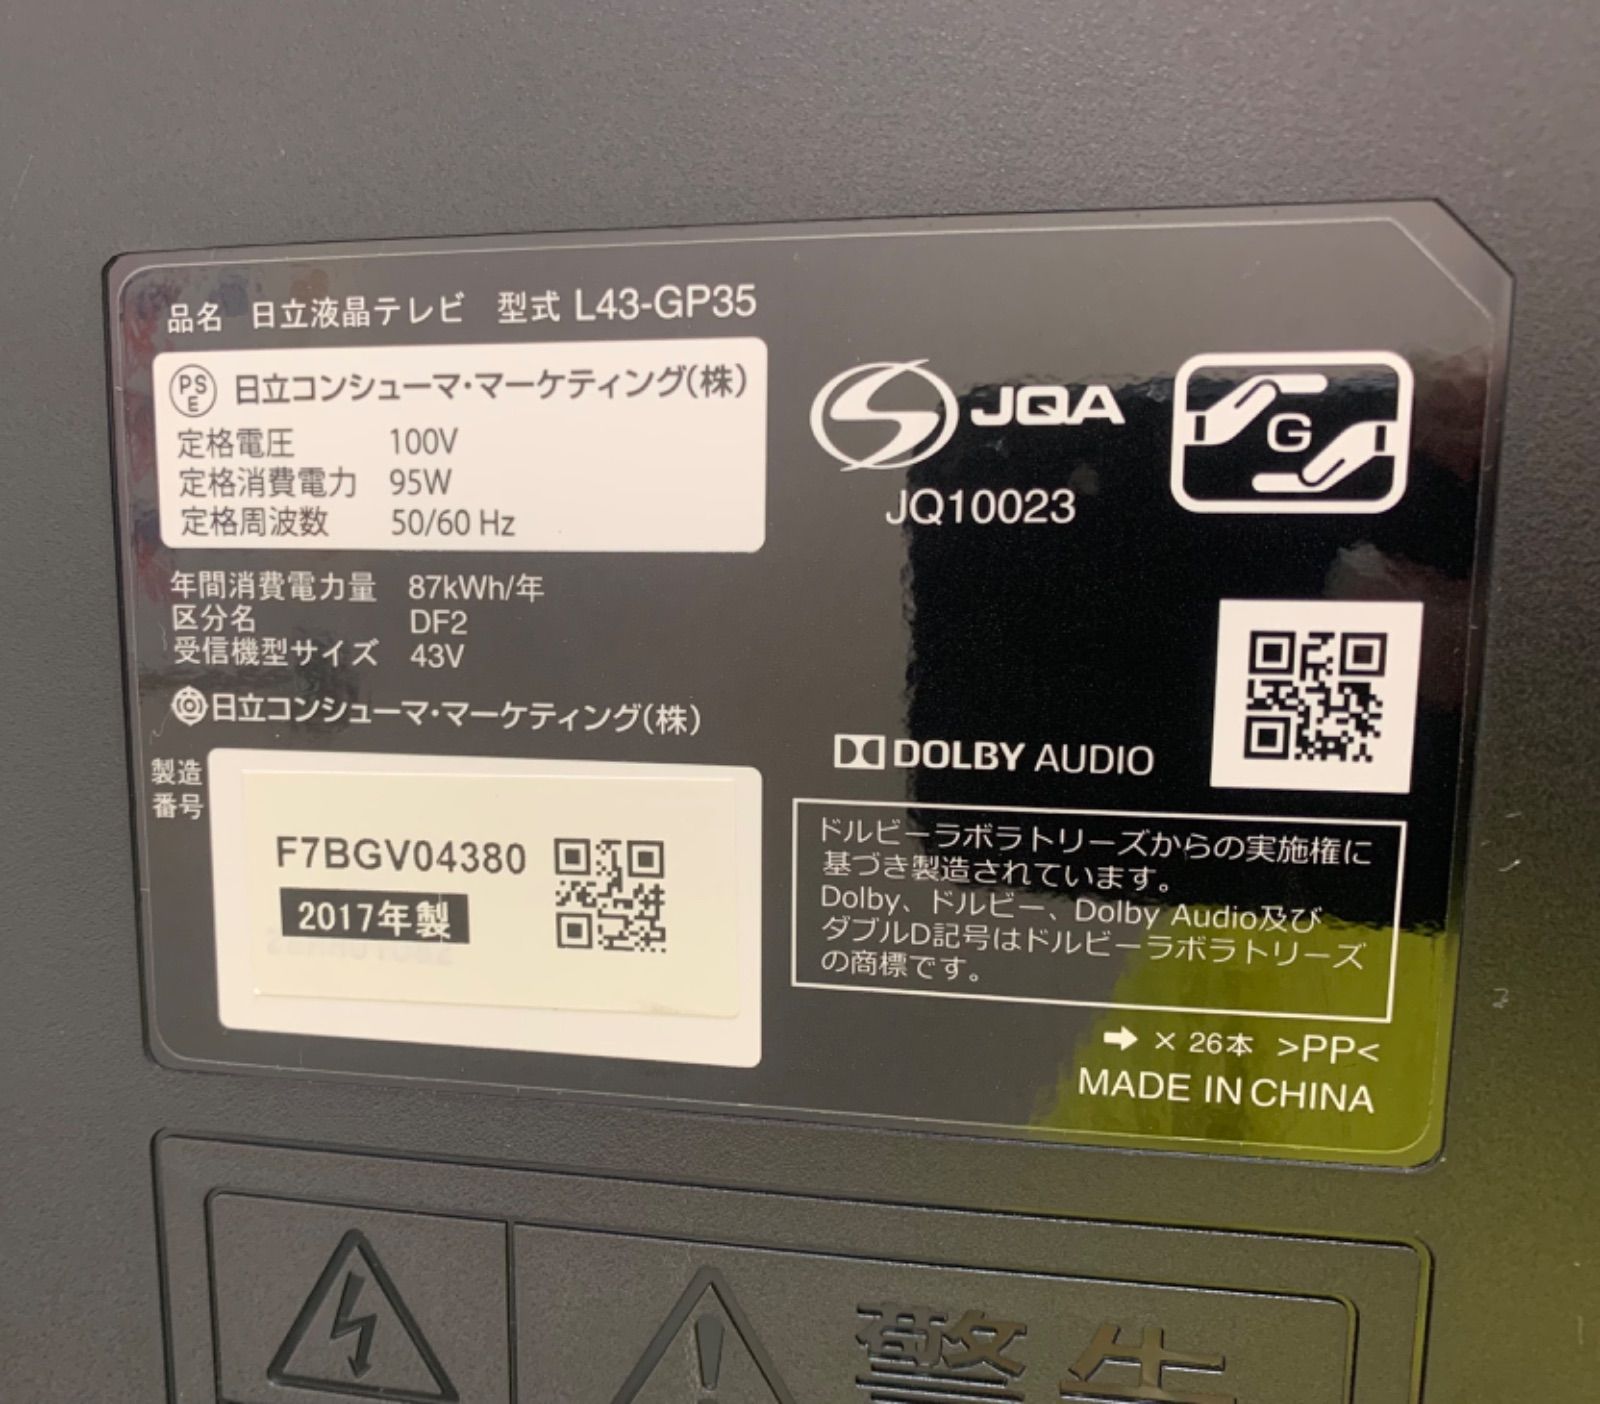 品名 日立液晶テレビ 型式 L43-GP35
PSE 日立コンシューマ・マーケティング(株)
定格電圧 100V
定格消費電力 95W
定格周波数 50/60 Hz
年間消費電力量 87kWh/年
区分名 DF2
受信機型サイズ 43V
日立コンシューマ・マーケティング(株)
製造
番号
F7BGV04380
2017年製
JQA
JQ10023
G
DOLBY AUDIO
ドルビーラボラトリーズからの実施権に
基づき製造されています。
Dolby、ドルビー、Dolby Audio及び
ダブルD記号はドルビーラボラトリーズ
の商標です。
➡ × 26本 >PP<
MADE IN CHINA
警告